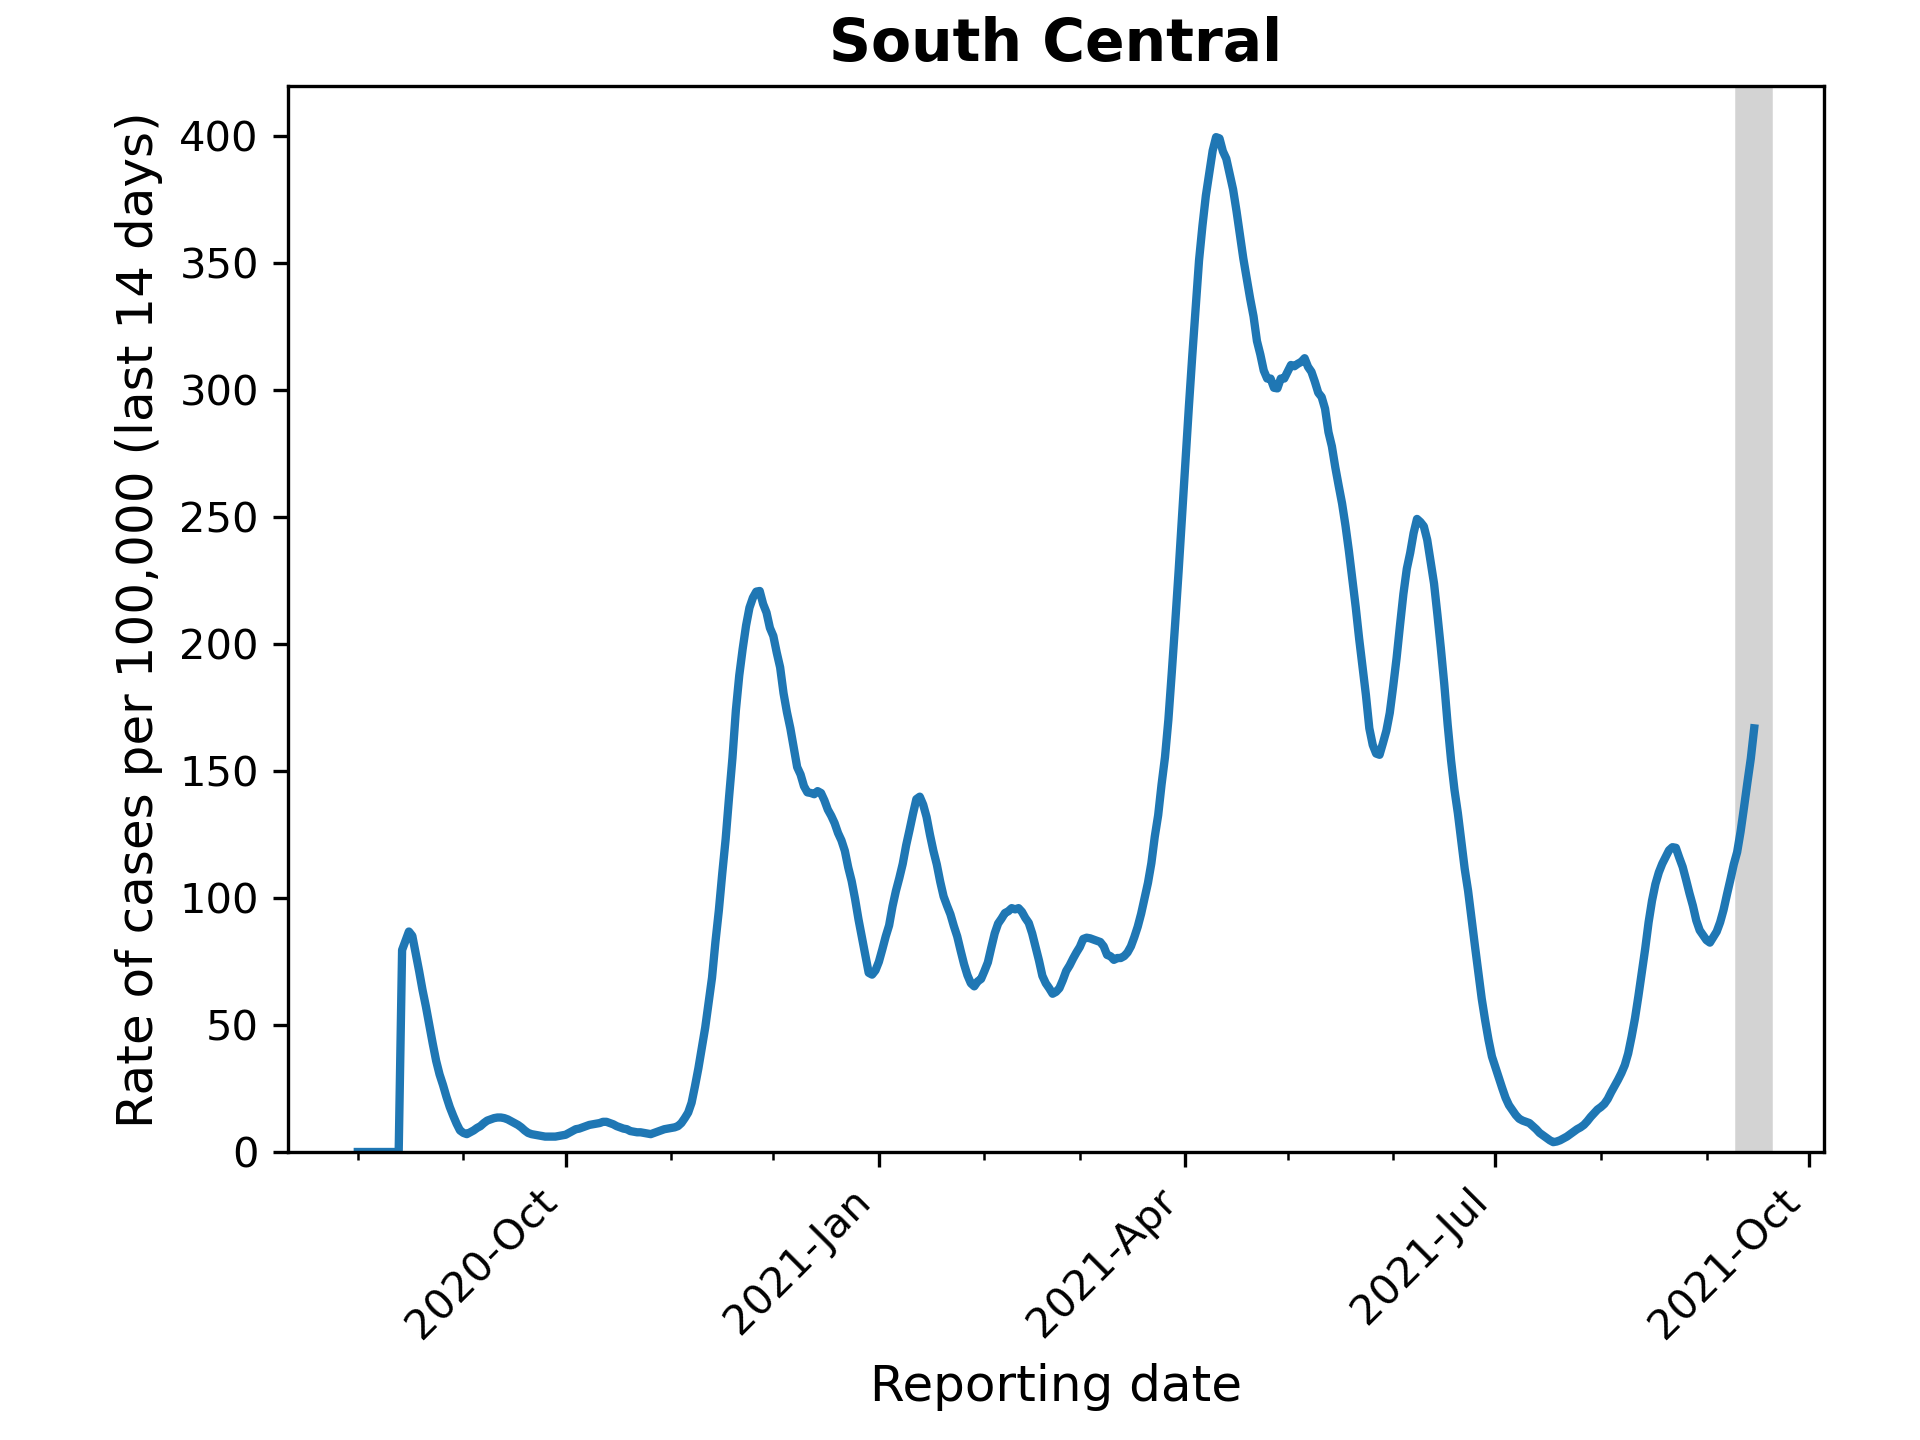 South Central
Rate of cases per 100,000 (last 14 days)
400
350
300
250
200
150
100
50
0
2020-Oct
2021-Jan
2021-Apr
2021-Jul
2021-Oct
Reporting date